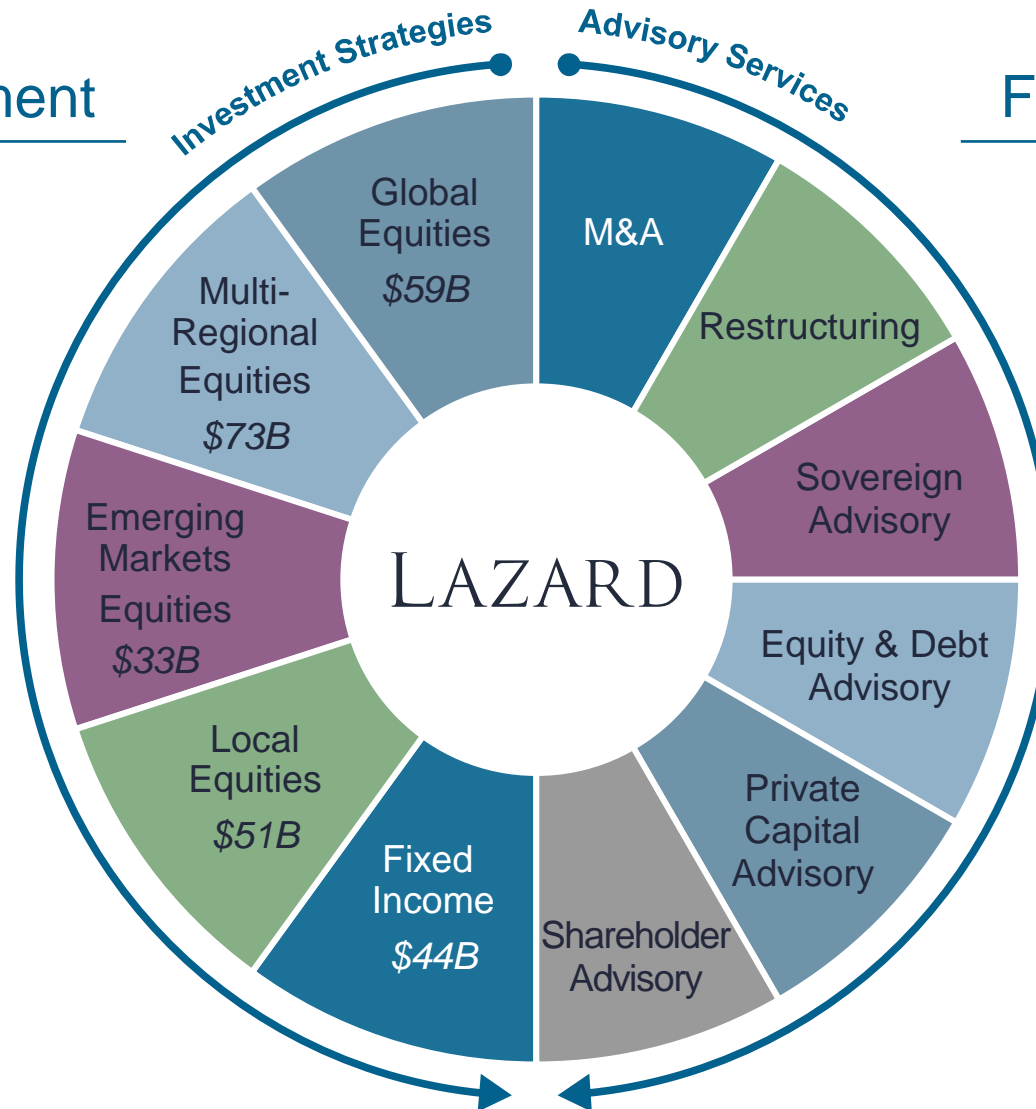 Investment Strategies
Advisory Services
Global
Equities
$59B
Multi-
Regional
Equities
$73B
Emerging
Markets
Equities
$33B
Local
Equities
$51B
Fixed
Income
$44B
M&A
Restructuring
Sovereign
Advisory
Equity & Debt
Advisory
Private
Capital
Advisory
Shareholder
Advisory
LAZARD